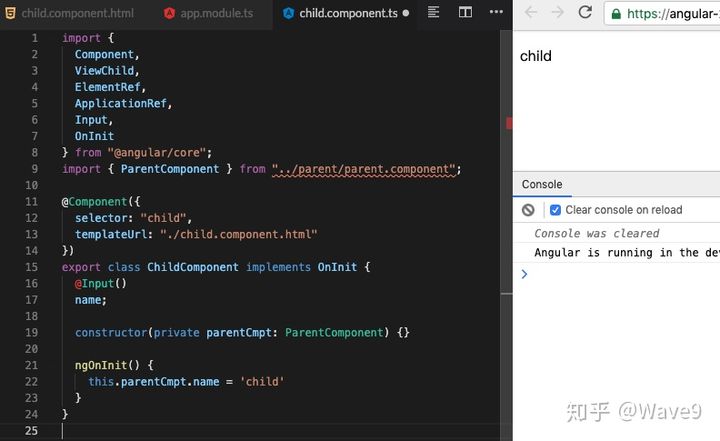 child.component.html
app.module.ts
child.component.ts
1 import {
2 Component,
3 ViewChild,
4 ElementRef,
5 ApplicationRef,
6 Input,
7 OnInit
8 } from "@angular/core";
9 import { ParentComponent } from "../parent/parent.component";
10
11 @Component({
12 selector: "child",
13 templateUrl: "./child.component.html"
14 })
15 export class ChildComponent implements OnInit {
16 @Input()
17 name;
18
19 constructor(private parentCmpt: ParentComponent) {}
20
21 ngOnInit() {
22 this.parentCmpt.name = 'child'
23 }
24 }
25
https://angular-
child
Console
Clear console on reload
Console was cleared
Angular is running in the dev
知乎 @Wave9